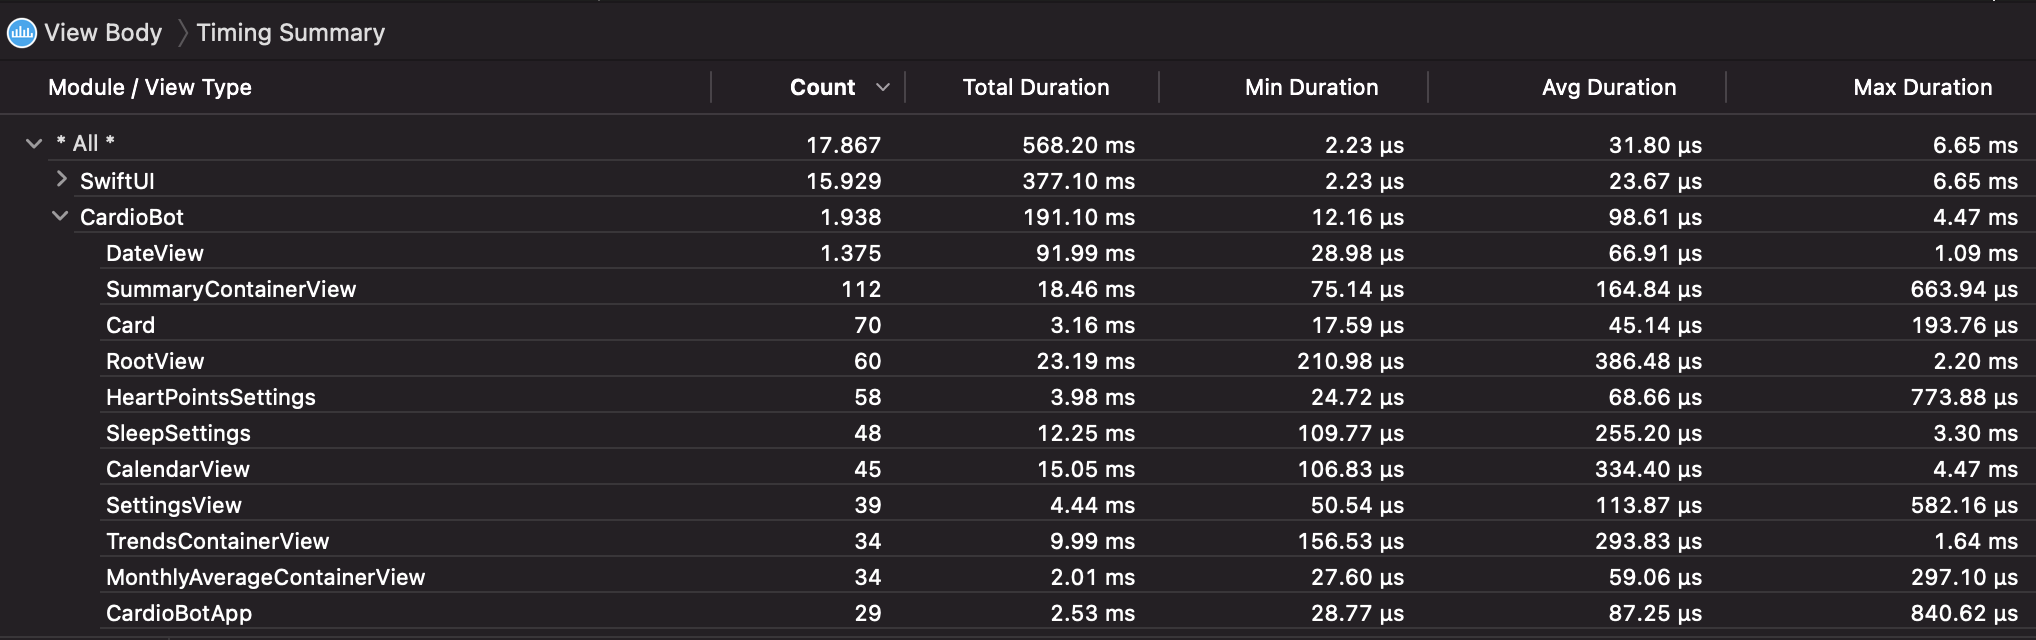 View Body Timing Summary
Module / View Type Count Total Duration Min Duration Avg Duration Max Duration
* All * 17.867 568.20 ms 2.23 µs 31.80 µs 6.65 ms
SwiftUI 15.929 377.10 ms 2.23 µs 23.67 µs 6.65 ms
CardioBot 1.938 191.10 ms 12.16 µs 98.61 µs 4.47 ms
DateView 1.375 91.99 ms 28.98 µs 66.91 µs 1.09 ms
SummaryContainerView 112 18.46 ms 75.14 µs 164.84 µs 663.94 µs
Card 70 3.16 ms 17.59 µs 45.14 µs 193.76 µs
RootView 60 23.19 ms 210.98 µs 386.48 µs 2.20 ms
HeartPointsSettings 58 3.98 ms 24.72 µs 68.66 µs 773.88 µs
SleepSettings 48 12.25 ms 109.77 µs 255.20 µs 3.30 ms
CalendarView 45 15.05 ms 106.83 µs 334.40 µs 4.47 ms
SettingsView 39 4.44 ms 50.54 µs 113.87 µs 582.16 µs
TrendsContainerView 34 9.99 ms 156.53 µs 293.83 µs 1.64 ms
MonthlyAverageContainerView 34 2.01 ms 27.60 µs 59.06 µs 297.10 µs
CardioBotApp 29 2.53 ms 28.77 µs 87.25 µs 840.62 µs